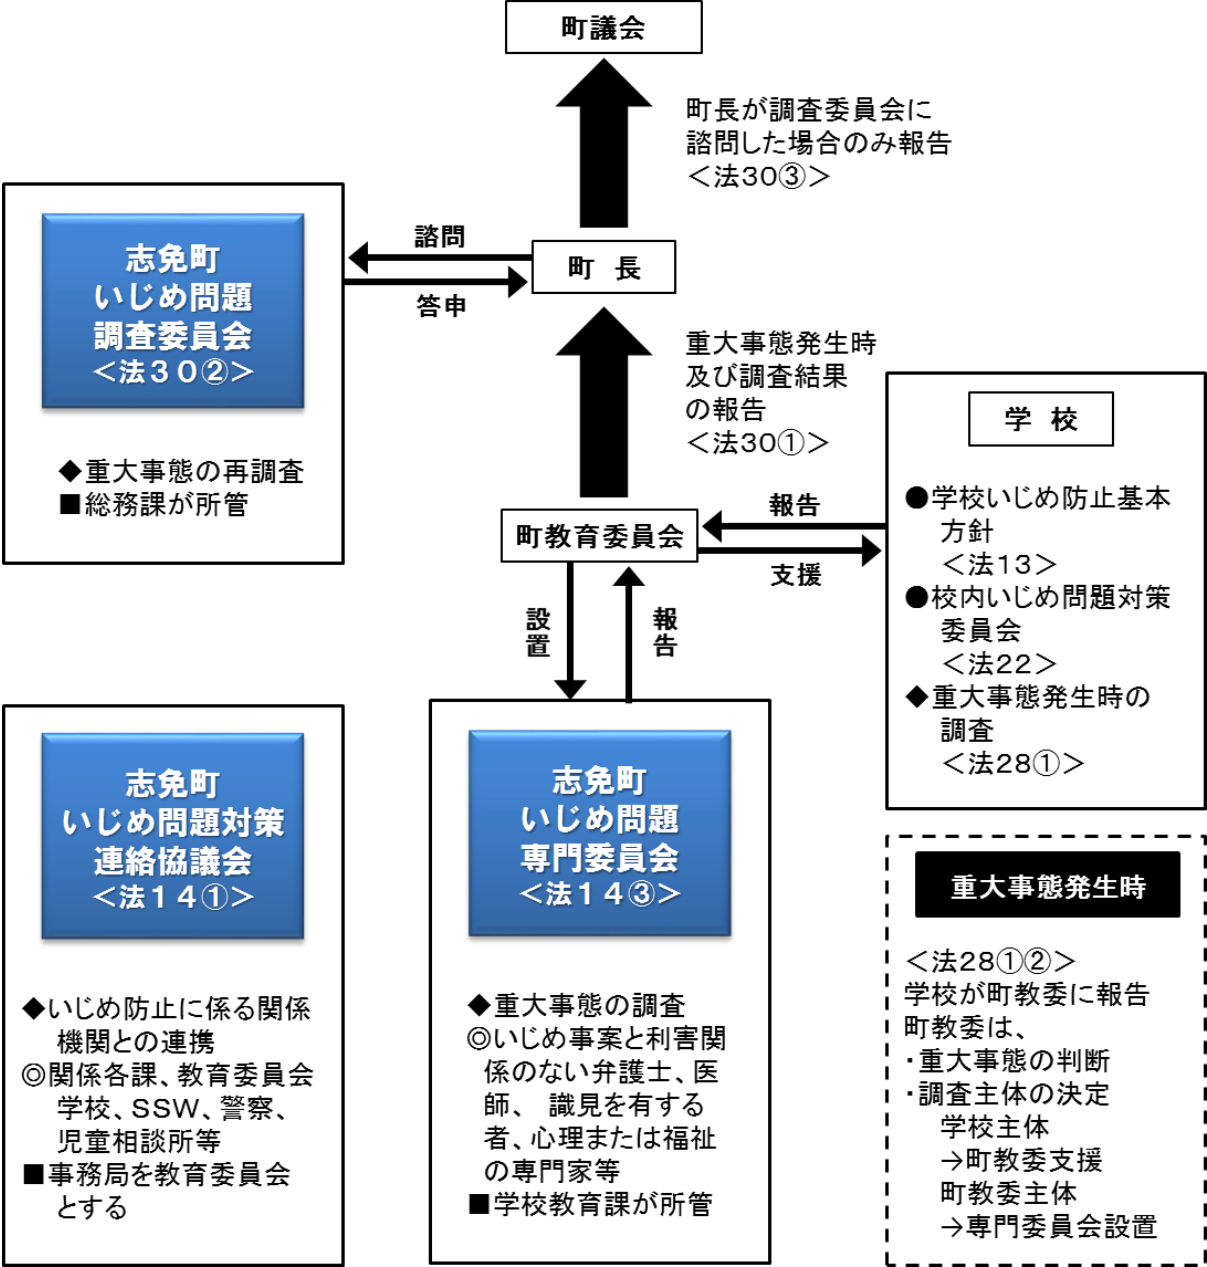 町議会
町長が調査委員会に
諮問した場合のみ報告
＜法30③＞
志免町
いじめ問題
調査委員会
＜法３０②＞
◆重大事態の再調査
■総務課が所管
諮問
答申
町　長
重大事態発生時
及び調査結果
の報告
＜法30①＞
町教育委員会
報告
支援
設置
報告
学　校
●学校いじめ防止基本
方針
＜法13＞
●校内いじめ問題対策
委員会
＜法22＞
◆重大事態発生時の
調査
＜法28①＞
志免町
いじめ問題対策
連絡協議会
＜法１４①＞
◆いじめ防止に係る関係
機関との連携
◎関係各課、教育委員会
学校、ＳＳＷ、警察、
児童相談所等
■事務局を教育委員会
とする
志免町
いじめ問題
専門委員会
＜法１４③＞
◆重大事態の調査
◎いじめ事案と利害関
係のない弁護士、医
師、 識見を有する
者、心理または福祉
の専門家等
■学校教育課が所管
重大事態発生時
＜法28①②＞
学校が町教委に報告
町教委は、
・重大事態の判断
・調査主体の決定
学校主体
→町教委支援
町教委主体
→専門委員会設置